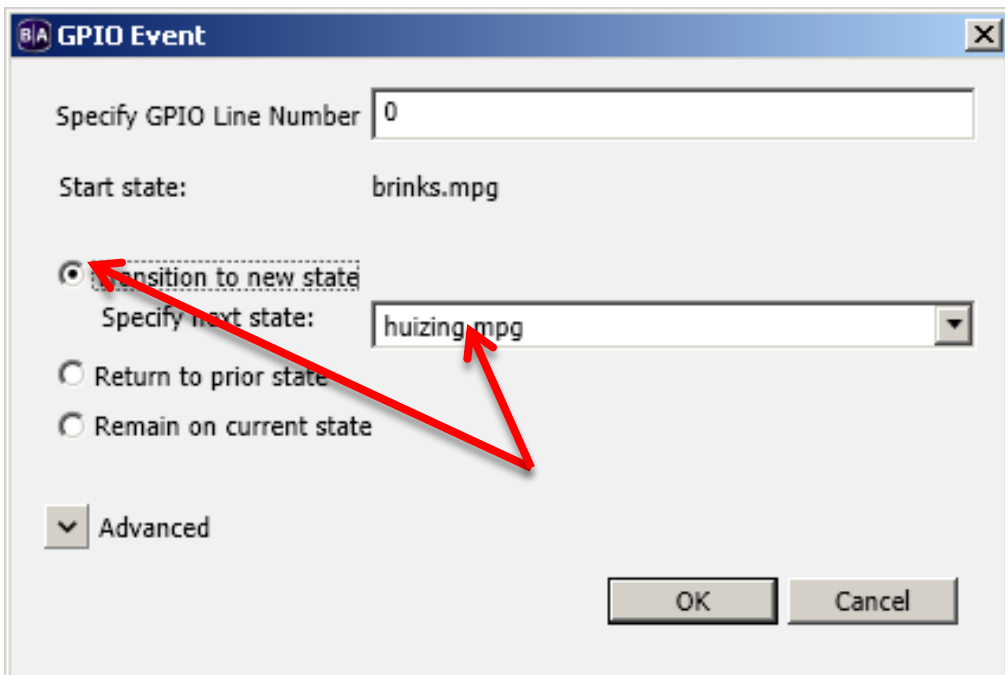 BA GPIO Event
Specify GPIO Line Number 0
Start state: brinks.mpg
Transition to new state
Specify next state: huizing.mpg
Return to prior state
Remain on current state
Advanced
OK Cancel